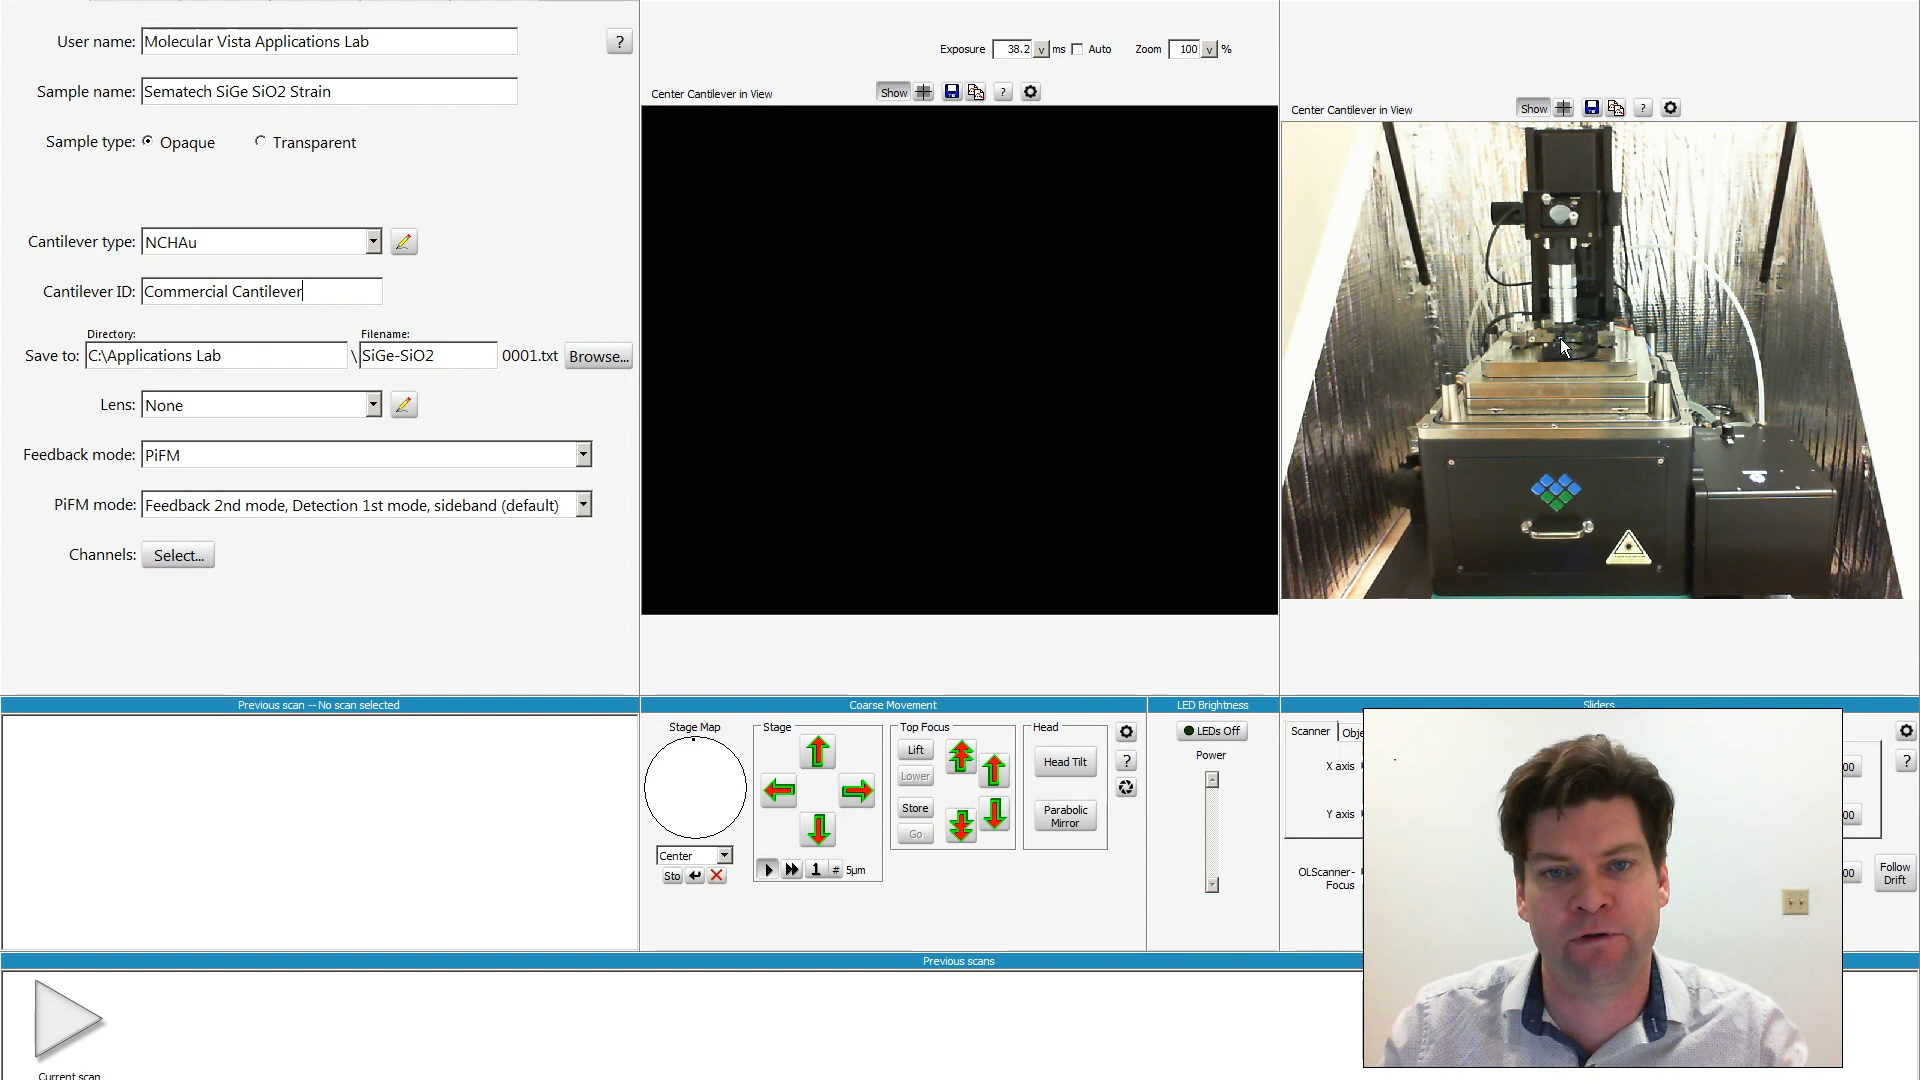 User name: Molecular Vista Applications Lab ?
Sample name: Sematech SiGe SiO2 Strain
Sample type: Opaque Transparent
Cantilever type: NCHAu
Cantilever ID: Commercial Cantilever
Directory: Filename:
Save to: C:\Applications Lab \ SiGe-SiO2 0001.txt Browse...
Lens: None
Feedback mode: PiFM
PiFM mode: Feedback 2nd mode, Detection 1st mode, sideband (default)
Channels: Select...
Exposure 38.2 v ms Auto Zoom 100 v %
Center Cantilever in View Show ?
Center Cantilever in View Show ?
Previous scan -- No scan selected
Coarse Movement
LED Brightness
Sliders
Stage Map
Center
Sto
Stage
1 # 5µm
Top Focus
Lift
Lower
Store
Go
Head
Head Tilt
Parabolic
Mirror
?
LEDs Off
Power
Scanner Obje
X axis 00
Y axis 00
OLScanner-
Focus 00
Follow
Drift
?
Previous scans
Current scan